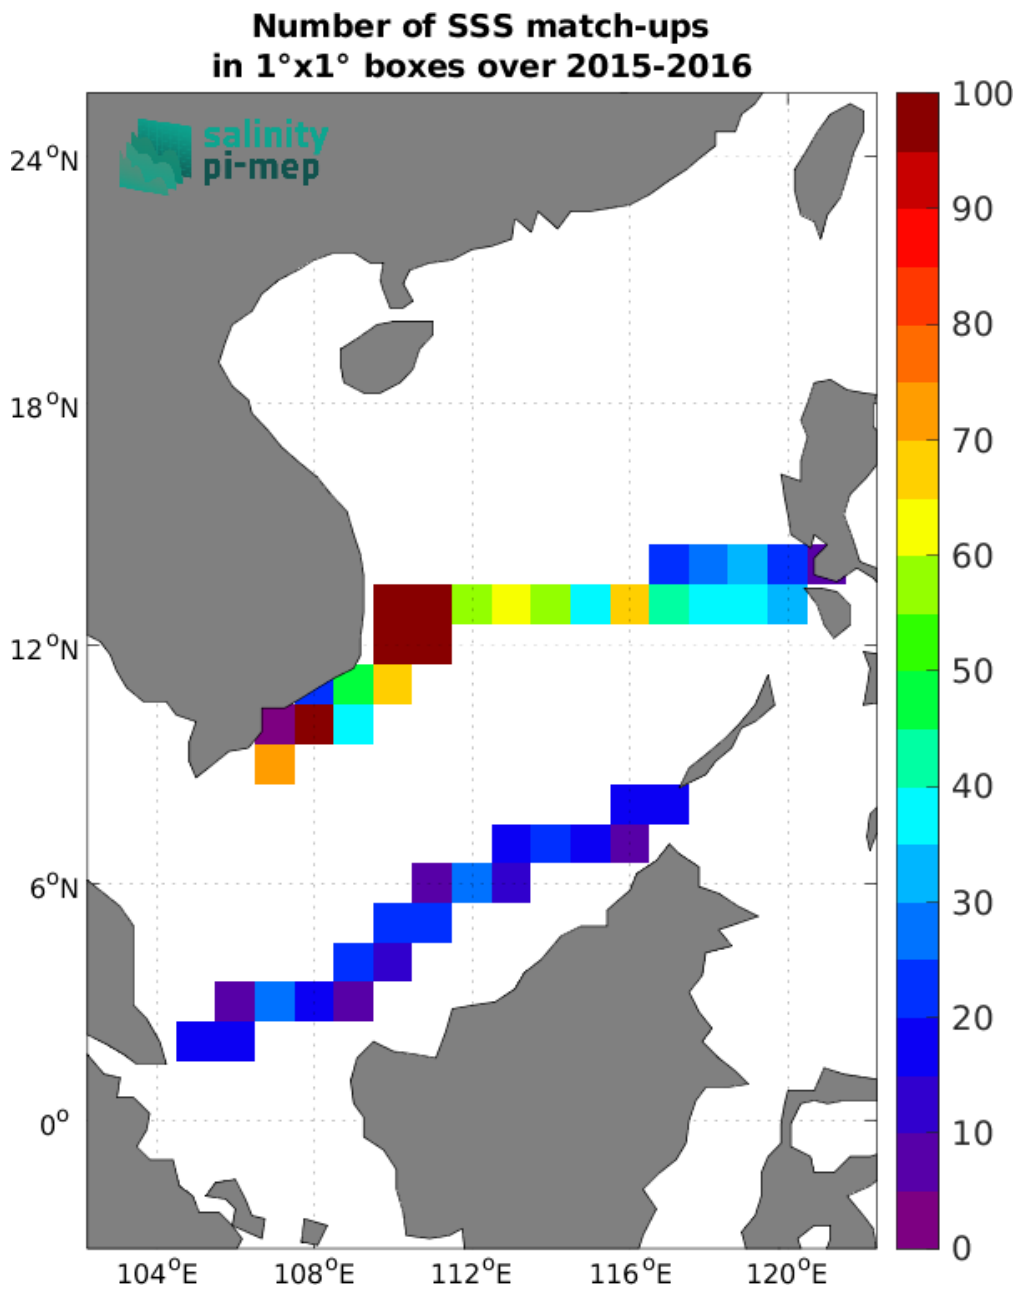 Number of SSS match-ups
in 1°x1° boxes over 2015-2016
salinity
pi-mep
24°N
18°N
12°N
6°N
0°
104°E
108°E
112°E
116°E
120°E
100
90
80
70
60
50
40
30
20
10
0